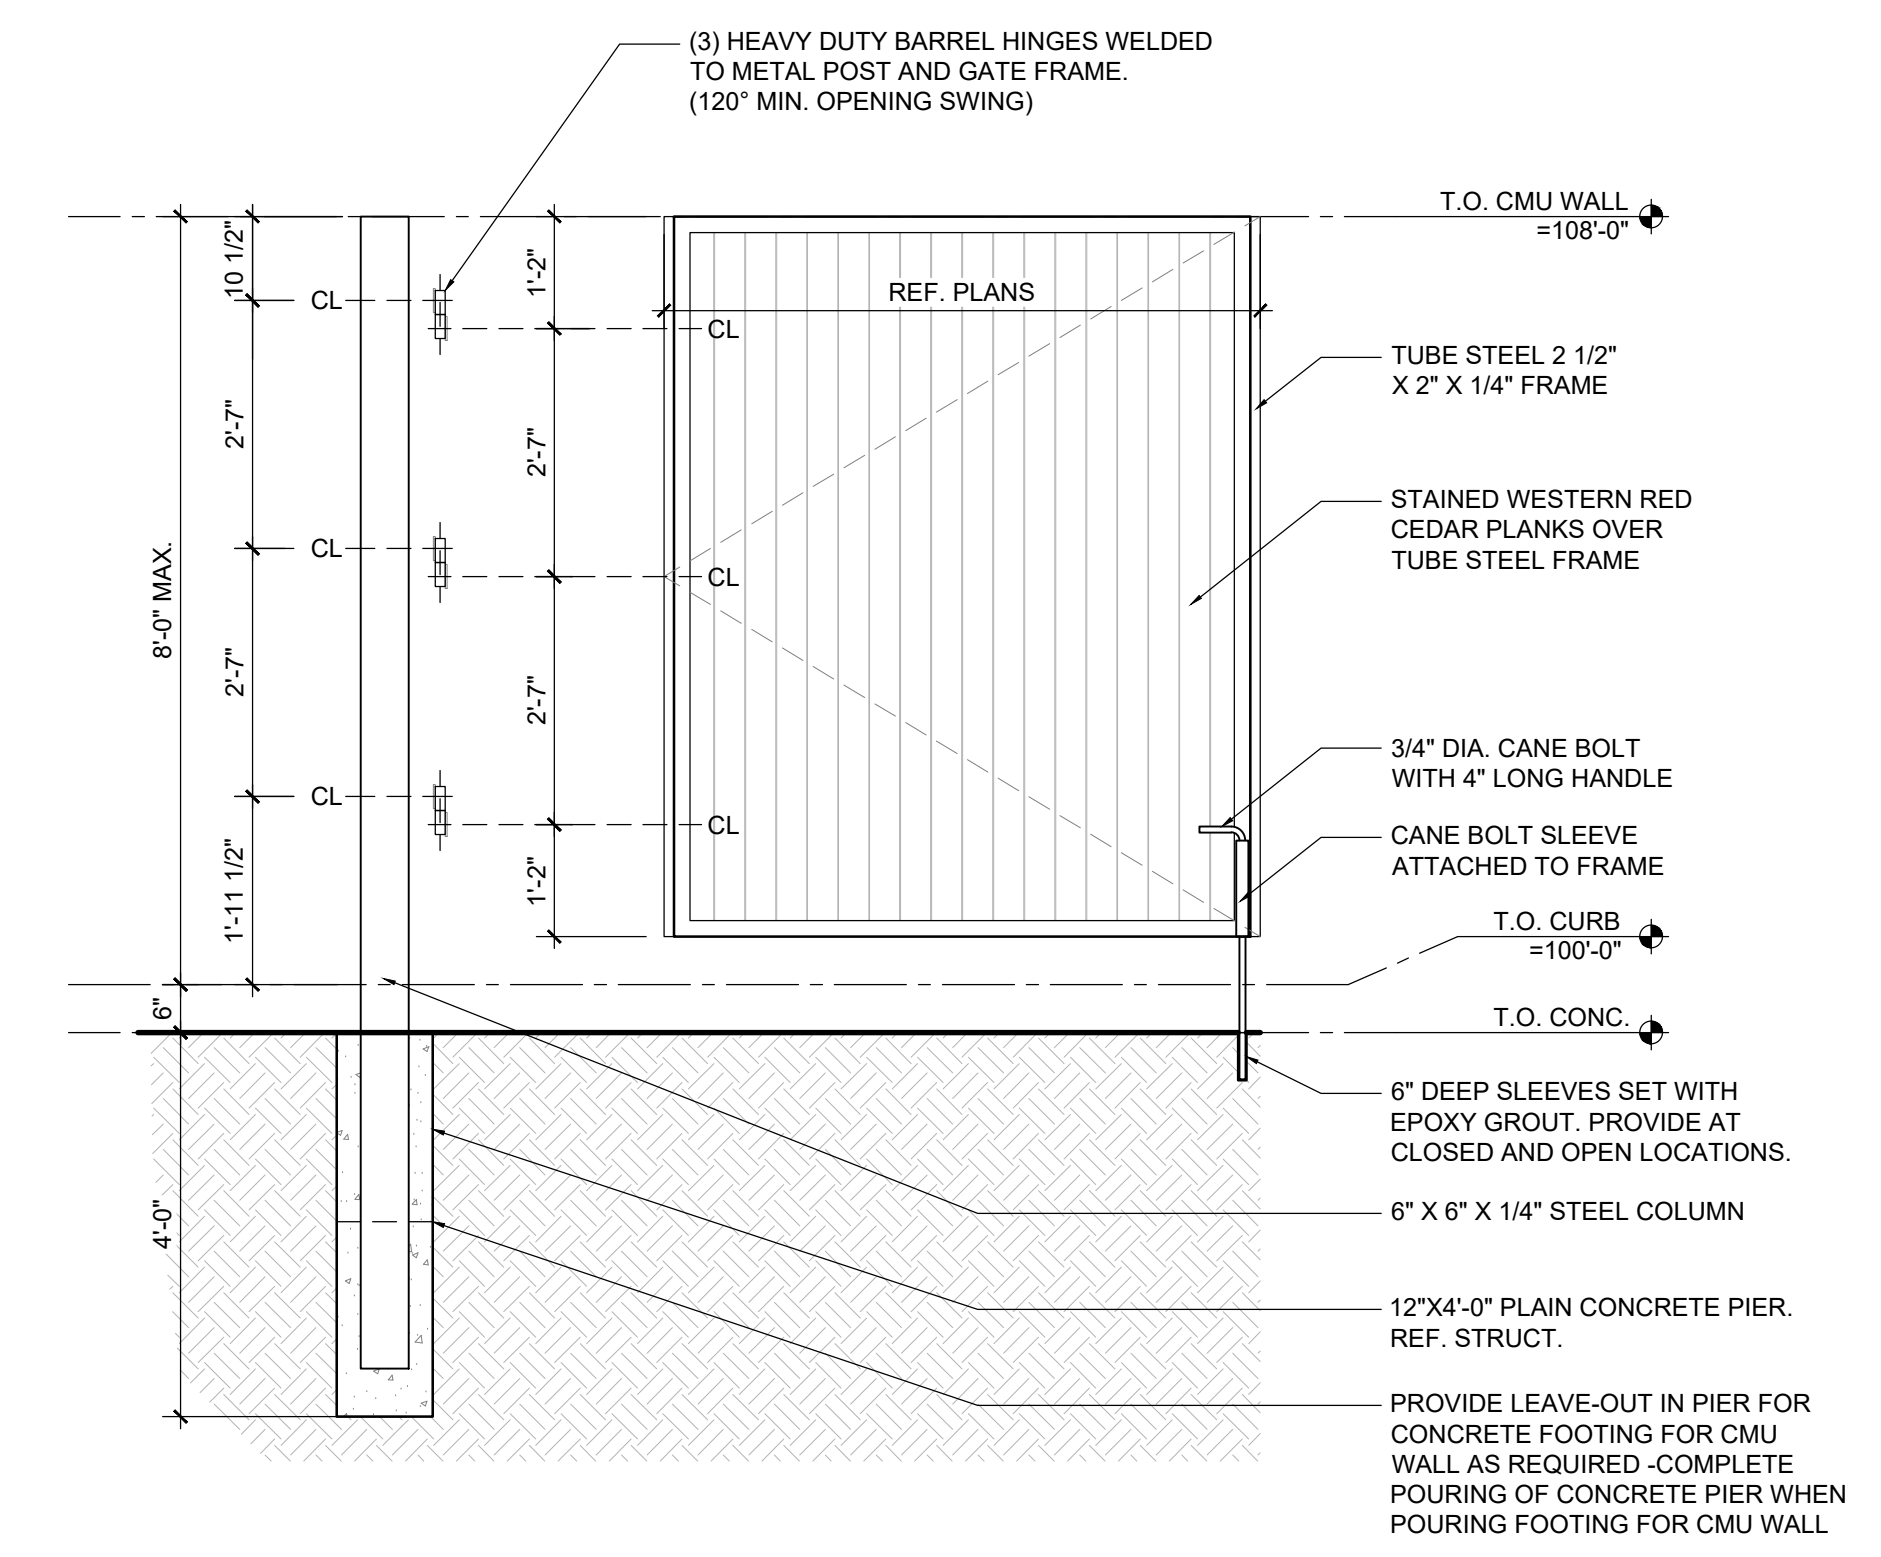 (3) HEAVY DUTY BARREL HINGES WELDED
TO METAL POST AND GATE FRAME.
(120° MIN. OPENING SWING)
T.O. CMU WALL
=108'-0"
10 1/2"
1'-2"
CL
REF. PLANS
CL
TUBE STEEL 2 1/2"
X 2" X 1/4" FRAME
2'-7"
2'-7"
STAINED WESTERN RED
CEDAR PLANKS OVER
TUBE STEEL FRAME
CL
CL
8'-0" MAX.
2'-7"
2'-7"
3/4" DIA. CANE BOLT
WITH 4" LONG HANDLE
CL
CL
CANE BOLT SLEEVE
ATTACHED TO FRAME
1'-11 1/2"
1'-2"
T.O. CURB
=100'-0"
6"
T.O. CONC.
6" DEEP SLEEVES SET WITH
EPOXY GROUT. PROVIDE AT
CLOSED AND OPEN LOCATIONS.
4'-0"
6" X 6" X 1/4" STEEL COLUMN
12"X4'-0" PLAIN CONCRETE PIER.
REF. STRUCT.
PROVIDE LEAVE-OUT IN PIER FOR
CONCRETE FOOTING FOR CMU
WALL AS REQUIRED -COMPLETE
POURING OF CONCRETE PIER WHEN
POURING FOOTING FOR CMU WALL